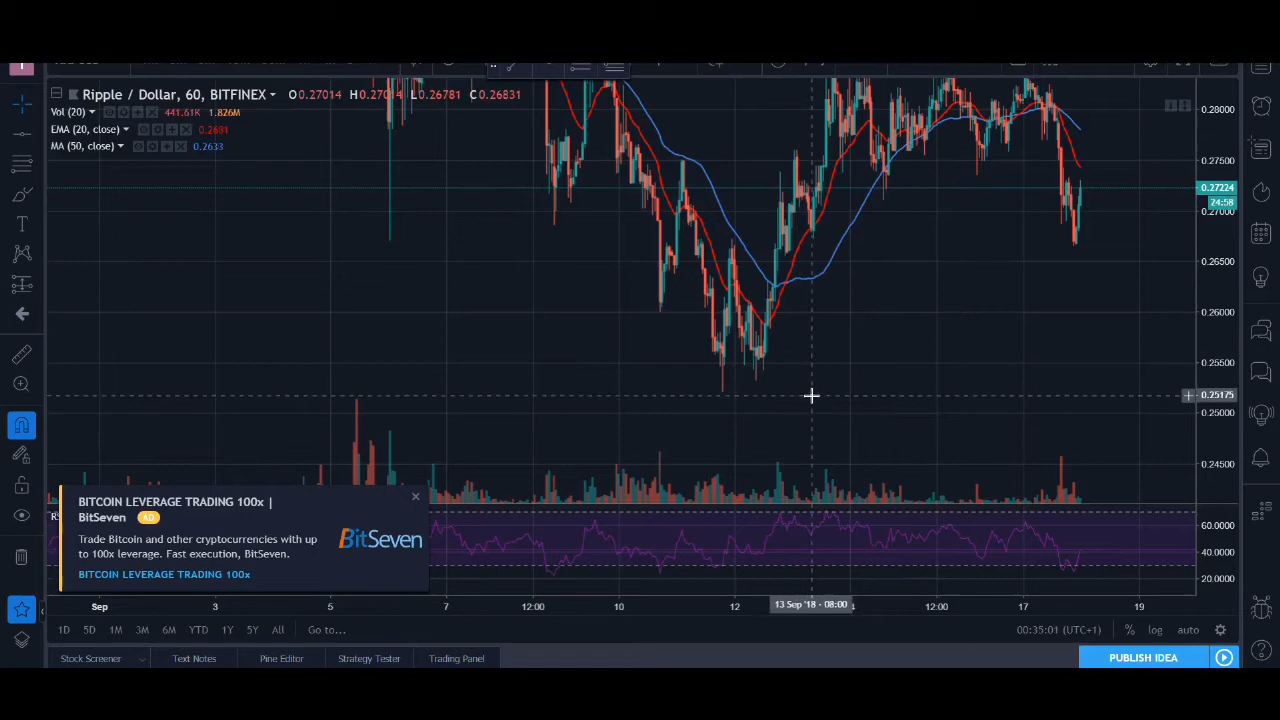 Ripple / Dollar, 60, BITFINEX O0.27014 H0.27014 L0.26781 C0.26831
Vol (20) 441.61K 1.826M
EMA (20, close) 0.2681
MA (50, close) 0.2633
0.28000
0.27500
0.27224
24:58
0.27000
0.26500
0.26000
0.25500
0.25175
0.25000
0.24500
BITCOIN LEVERAGE TRADING 100x |
BitSeven AD
Trade Bitcoin and other cryptocurrencies with up
to 100x leverage. Fast execution, BitSeven.
BITCOIN LEVERAGE TRADING 100x
BitSeven
60.0000
40.0000
20.0000
Sep 3 5 7 12:00 10 12 13 Sep '18 - 08:00 4 12:00 17 19
1D 5D 1M 3M 6M YTD 1Y 5Y All Go to... 00:35:01 (UTC+1) % log auto
Stock Screener Text Notes Pine Editor Strategy Tester Trading Panel PUBLISH IDEA